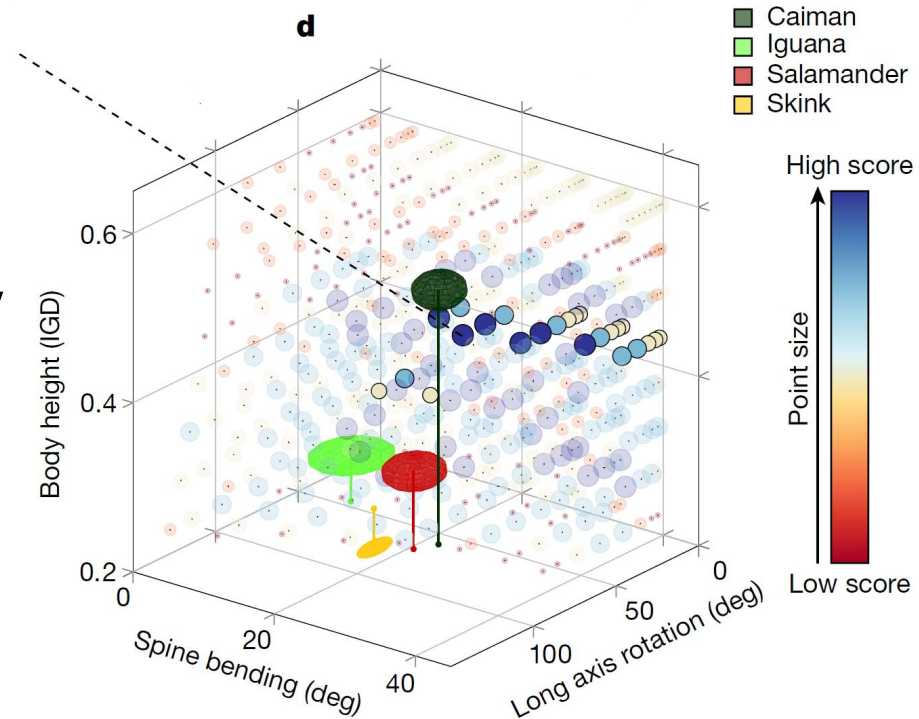 d
Caiman
Iguana
Salamander
Skink
High score
Point size
Low score
Body height (IGD)
0.6
0.4
0.2
0
20
40
Spine bending (deg)
100
50
0
Long axis rotation (deg)